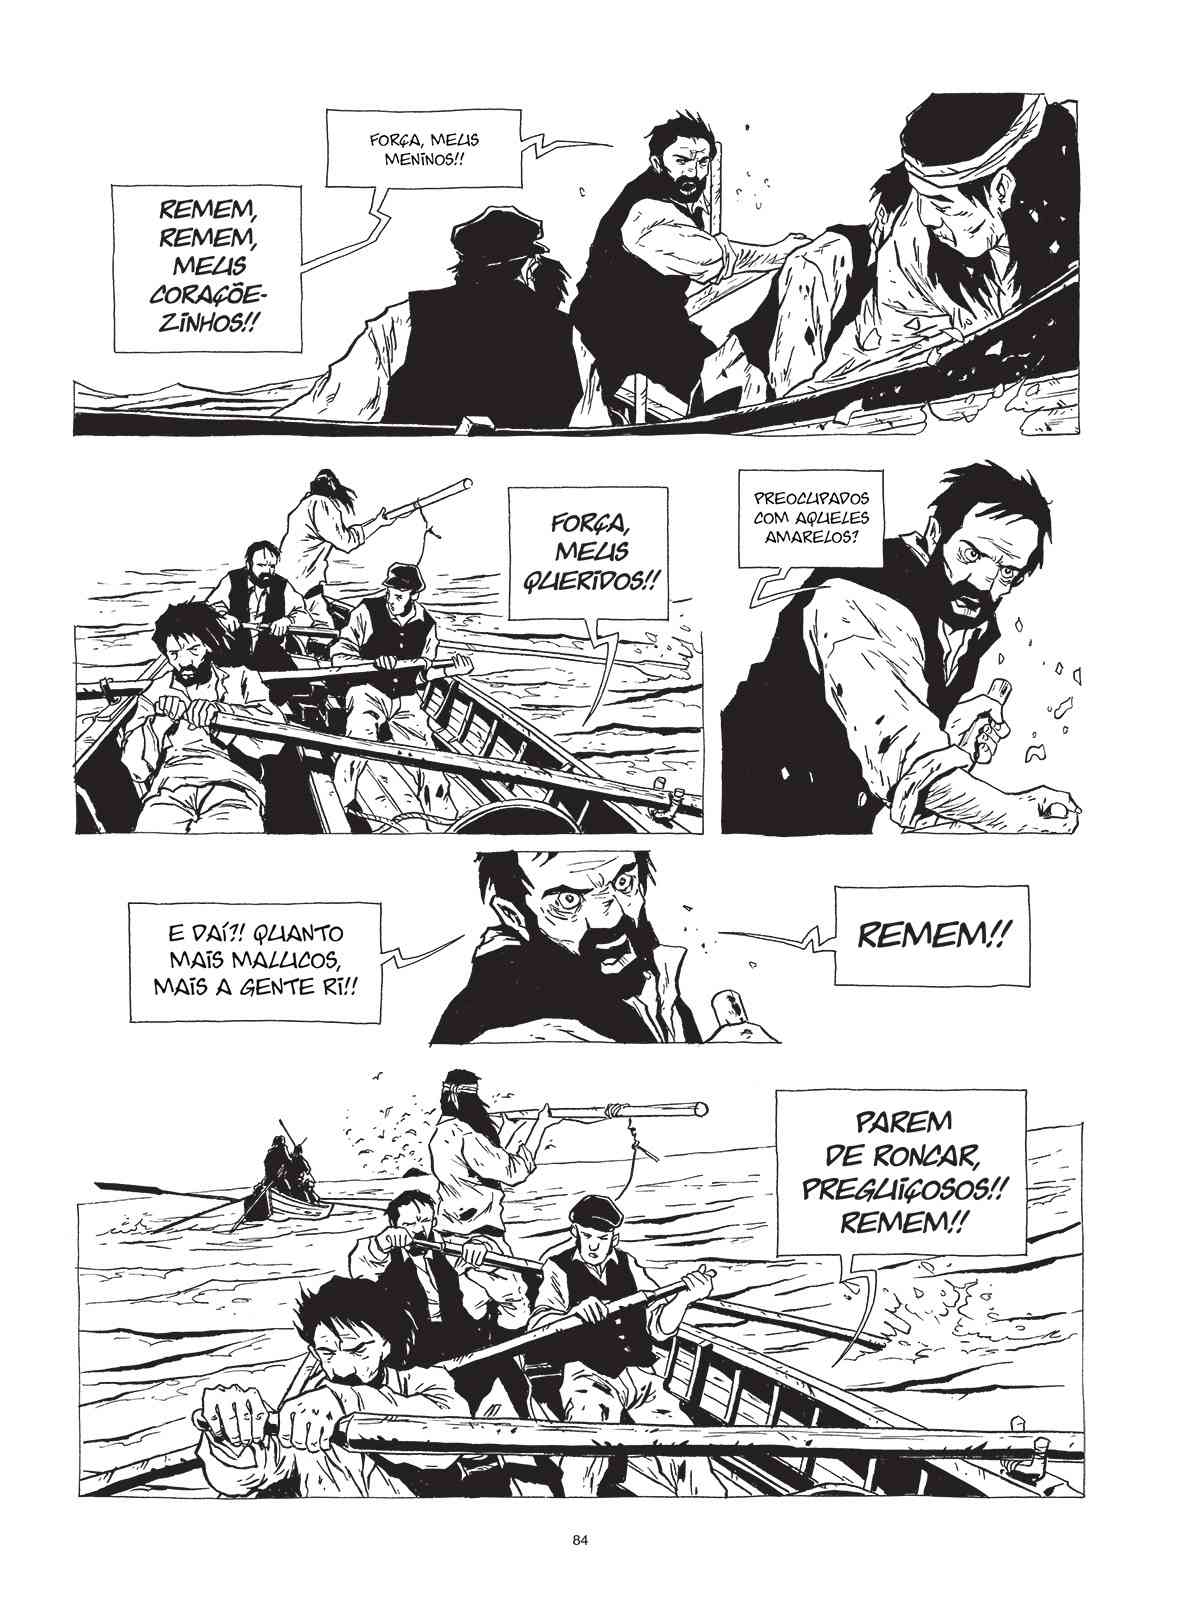 FORÇA, MEUS
MENINOS!!
REMEM,
REMEM,
MEUS
CORAÇÕE-
ZINHOS!!
FORÇA,
MEUS
QUERIDOS!!
PREOCUPADOS
COM AQUELES
AMARELOS?
E DAÍ?! QUANTO
MAIS MALUCOS,
MAIS A GENTE RI!!
REMEM!!
PAREM
DE RONCAR,
PREGUIÇOSOS!!
REMEM!!
84